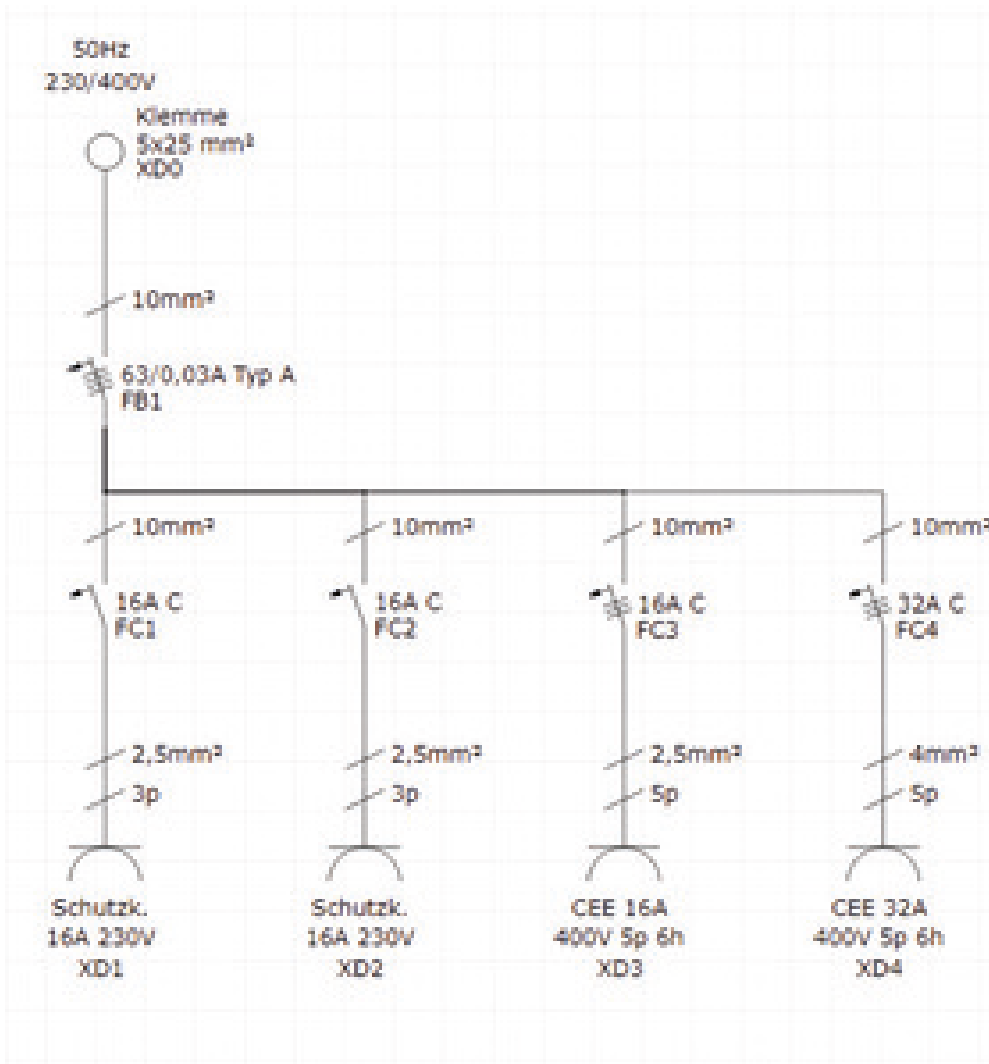 50Hz
230/400V
Klemme
5x25 mm²
XD0
10mm²
63/0,03A Typ A
FB1
10mm²
10mm²
10mm²
10mm²
16A C
FC1
16A C
FC2
16A C
FC3
32A C
FC4
2,5mm²
2,5mm²
2,5mm²
4mm²
3p
3p
5p
5p
Schutzk.
16A 230V
XD1
Schutzk.
16A 230V
XD2
CEE 16A
400V 5p 6h
XD3
CEE 32A
400V 5p 6h
XD4